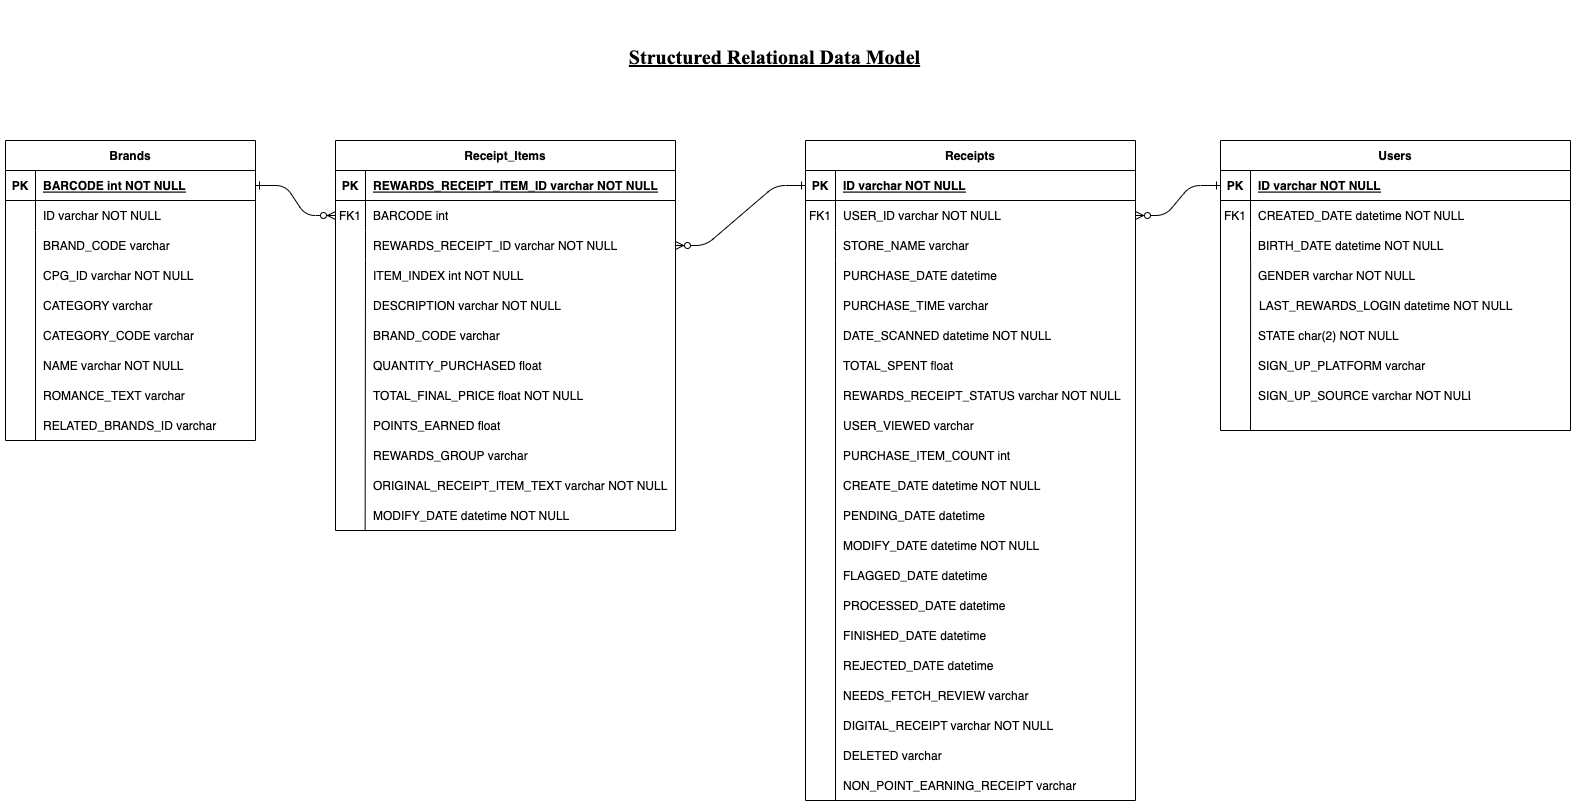 Structured Relational Data Model
Brands
PK BARCODE int NOT NULL
ID varchar NOT NULL
BRAND_CODE varchar
CPG_ID varchar NOT NULL
CATEGORY varchar
CATEGORY_CODE varchar
NAME varchar NOT NULL
ROMANCE_TEXT varchar
RELATED_BRANDS_ID varchar
Receipt_Items
PK REWARDS_RECEIPT_ITEM_ID varchar NOT NULL
FK1 BARCODE int
REWARDS_RECEIPT_ID varchar NOT NULL
ITEM_INDEX int NOT NULL
DESCRIPTION varchar NOT NULL
BRAND_CODE varchar
QUANTITY_PURCHASED float
TOTAL_FINAL_PRICE float NOT NULL
POINTS_EARNED float
REWARDS_GROUP varchar
ORIGINAL_RECEIPT_ITEM_TEXT varchar NOT NULL
MODIFY_DATE datetime NOT NULL
Receipts
PK ID varchar NOT NULL
FK1 USER_ID varchar NOT NULL
STORE_NAME varchar
PURCHASE_DATE datetime
PURCHASE_TIME varchar
DATE_SCANNED datetime NOT NULL
TOTAL_SPENT float
REWARDS_RECEIPT_STATUS varchar NOT NULL
USER_VIEWED varchar
PURCHASE_ITEM_COUNT int
CREATE_DATE datetime NOT NULL
PENDING_DATE datetime
MODIFY_DATE datetime NOT NULL
FLAGGED_DATE datetime
PROCESSED_DATE datetime
FINISHED_DATE datetime
REJECTED_DATE datetime
NEEDS_FETCH_REVIEW varchar
DIGITAL_RECEIPT varchar NOT NULL
DELETED varchar
NON_POINT_EARNING_RECEIPT varchar
Users
PK ID varchar NOT NULL
FK1 CREATED_DATE datetime NOT NULL
BIRTH_DATE datetime NOT NULL
GENDER varchar NOT NULL
LAST_REWARDS_LOGIN datetime NOT NULL
STATE char(2) NOT NULL
SIGN_UP_PLATFORM varchar
SIGN_UP_SOURCE varchar NOT NULL